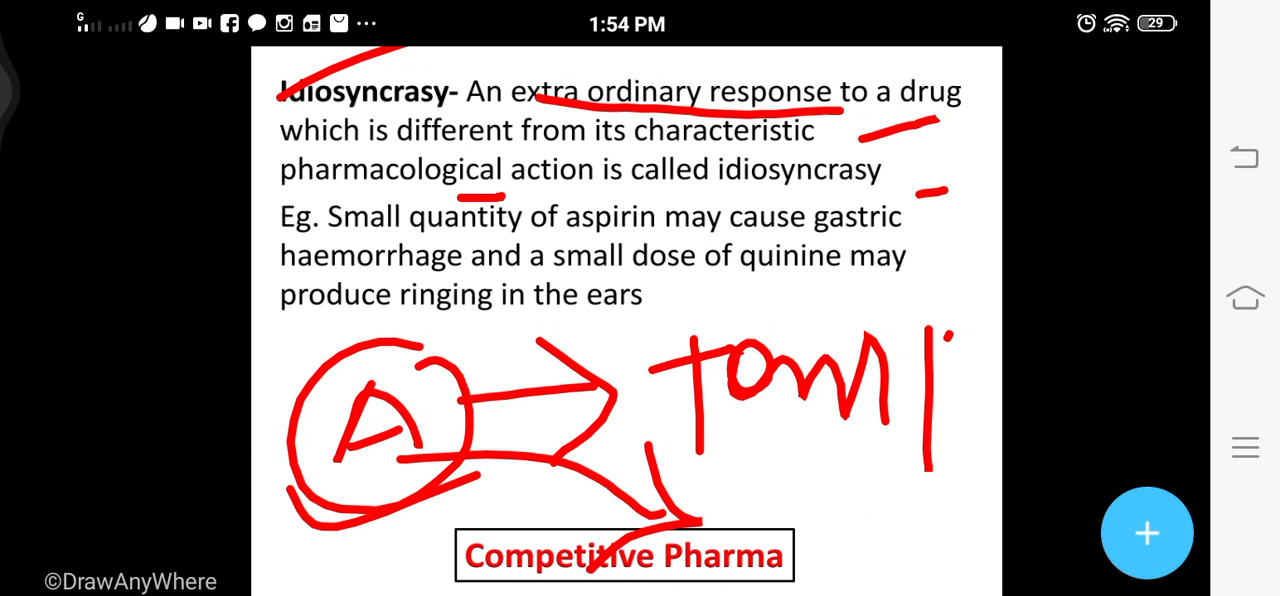 G
1:54 PM
29
Idiosyncrasy- An extra ordinary response to a drug
which is different from its characteristic
pharmacological action is called idiosyncrasy
Eg. Small quantity of aspirin may cause gastric
haemorrhage and a small dose of quinine may
produce ringing in the ears
A
Competitive Pharma
©DrawAnyWhere